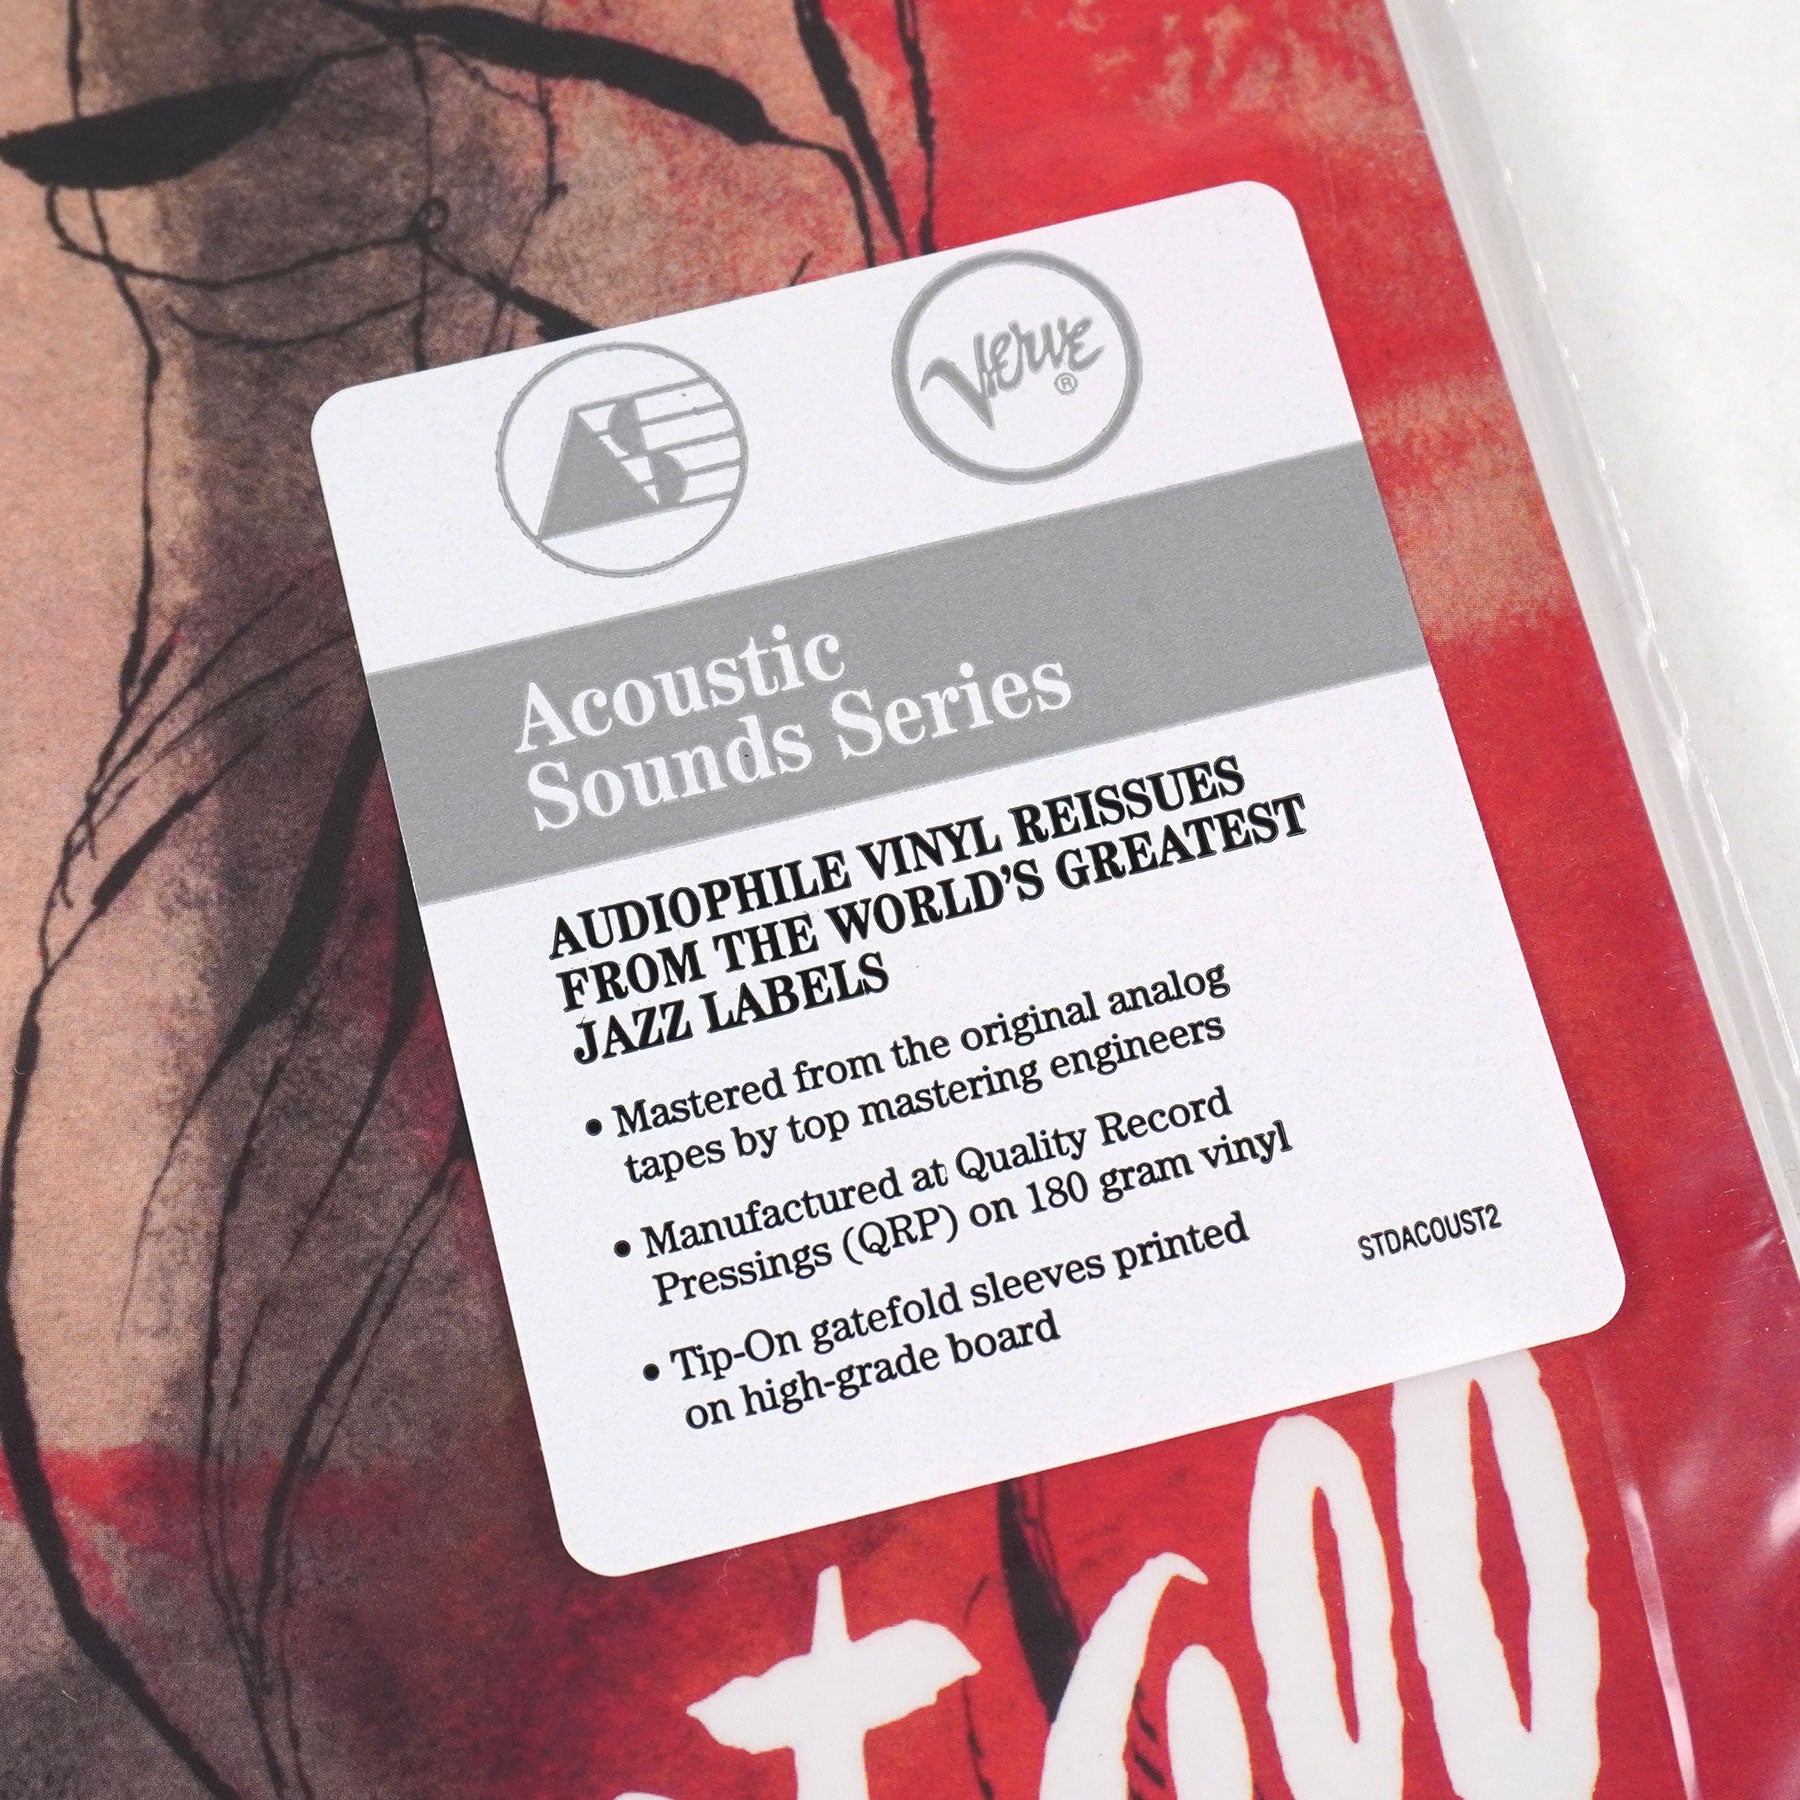 AS
Verve
®
Acoustic
Sounds Series
AUDIOPHILE VINYL REISSUES
FROM THE WORLD'S GREATEST
JAZZ LABELS
• Mastered from the original analog
tapes by top mastering engineers
• Manufactured at Quality Record
Pressings (QRP) on 180 gram vinyl
• Tip-On gatefold sleeves printed
on high-grade board
STDACOUST2